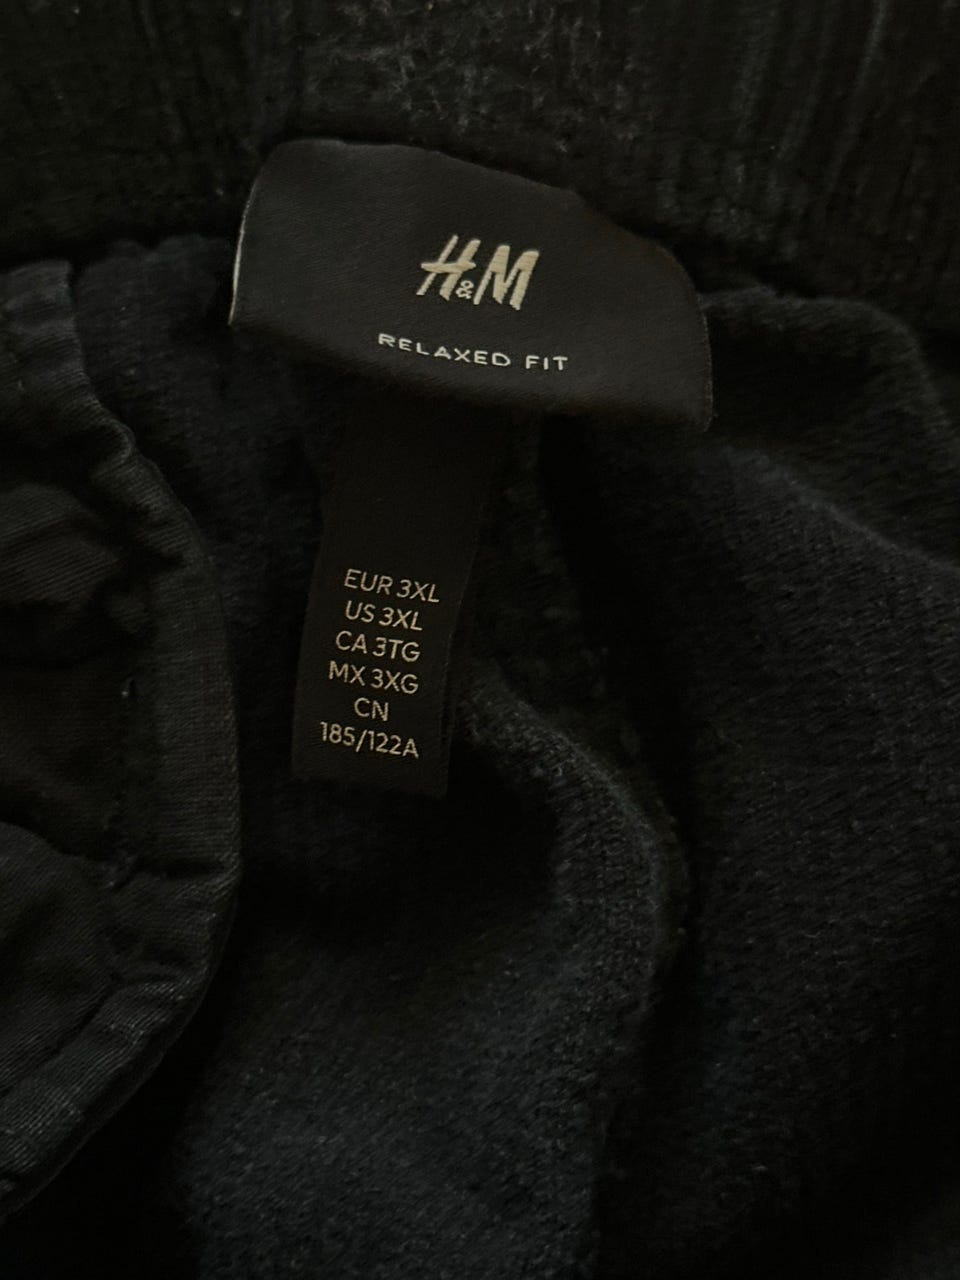 H&M
RELAXED FIT
EUR 3XL
US 3XL
CA 3TG
MX 3XG
CN
185/122A